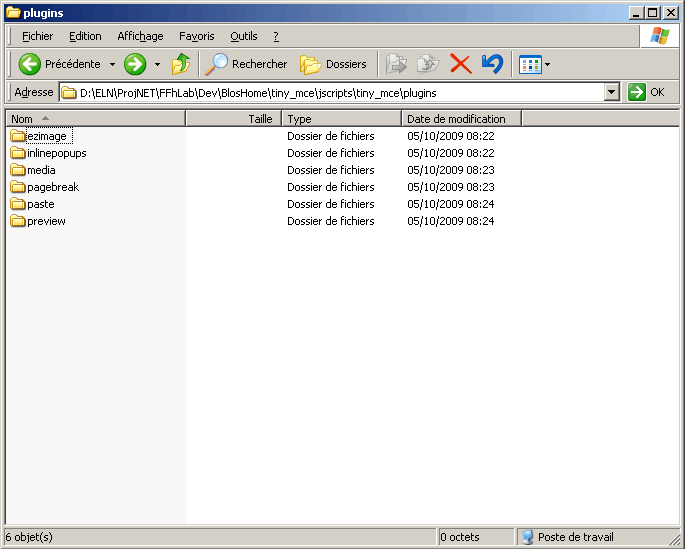 plugins
Fichier Edition Affichage Favoris Outils ?
Précédente Rechercher Dossiers
Adresse D:\ELN\ProjNET\FFhLab\Dev\BlosHome\tiny_mce\jscripts\tiny_mce\plugins OK
Nom Taille Type Date de modification
ezimage Dossier de fichiers 05/10/2009 08:22
inlinepopups Dossier de fichiers 05/10/2009 08:22
media Dossier de fichiers 05/10/2009 08:23
pagebreak Dossier de fichiers 05/10/2009 08:23
paste Dossier de fichiers 05/10/2009 08:24
preview Dossier de fichiers 05/10/2009 08:24
6 objet(s) 0 octets Poste de travail